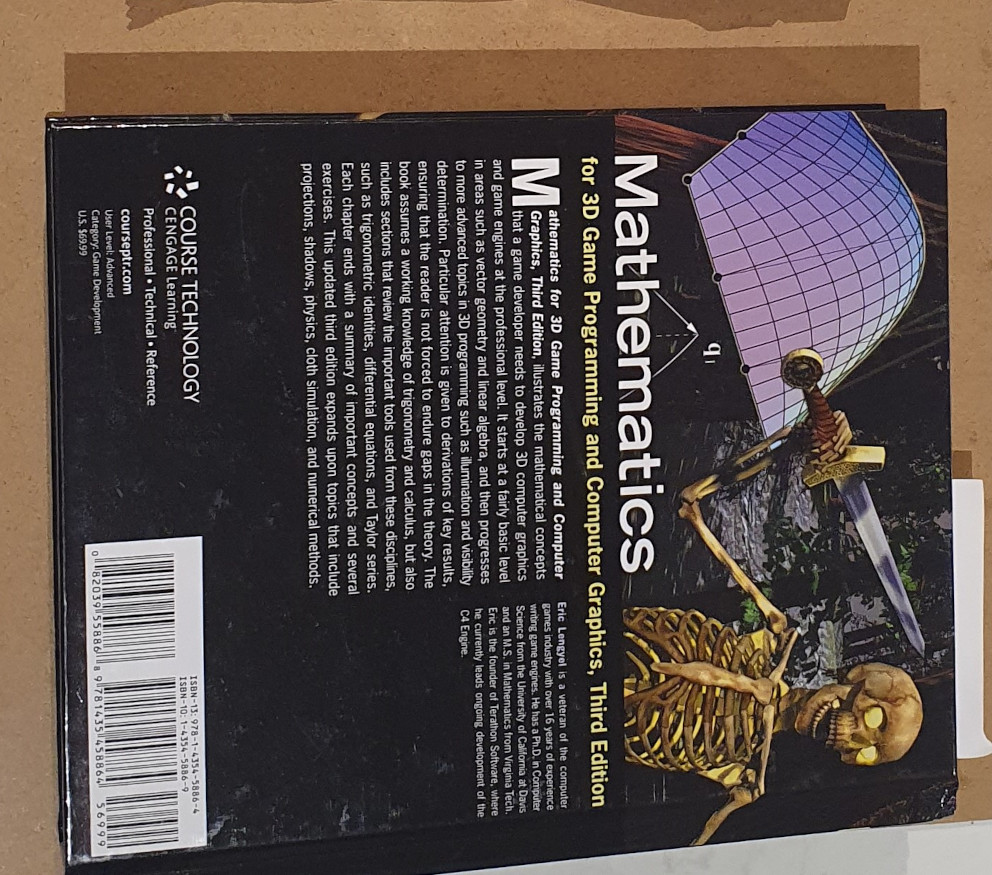 Mathematics
for 3D Game Programming and Computer Graphics, Third Edition
q₁
Mathematics for 3D Game Programming and Computer
Graphics, Third Edition, illustrates the mathematical concepts
that a game developer needs to develop 3D computer graphics
and game engines at the professional level. It starts at a fairly basic level
in areas such as vector geometry and linear algebra, and then progresses
to more advanced topics in 3D programming such as illumination and visibility
determination. Particular attention is given to derivations of key results,
ensuring that the reader is not forced to endure gaps in the theory. The
book assumes a working knowledge of trigonometry and calculus, but also
includes sections that review the important tools used from these disciplines,
such as trigonometric identities, differential equations, and Taylor series.
Each chapter ends with a summary of important concepts and several
exercises. This updated third edition expands upon topics that include
projections, shadows, physics, cloth simulation, and numerical methods.
Eric Lengyel is a veteran of the computer
games industry with over 16 years of experience
writing game engines. He has a Ph.D. in Computer
Science from the University of California at Davis
and an M.S. in Mathematics from Virginia Tech.
Eric is the founder of Terathon Software, where
he currently leads ongoing development of the
C4 Engine.
COURSE TECHNOLOGY
CENGAGE Learning
Professional • Technical • Reference
courseptr.com
User Level: Advanced
Category: Game Development
U.S. $69.99
ISBN-13: 978-1-4354-5886-4
ISBN-10: 1-4354-5886-9
0 82039 55886 8
9 781435 458864
56999